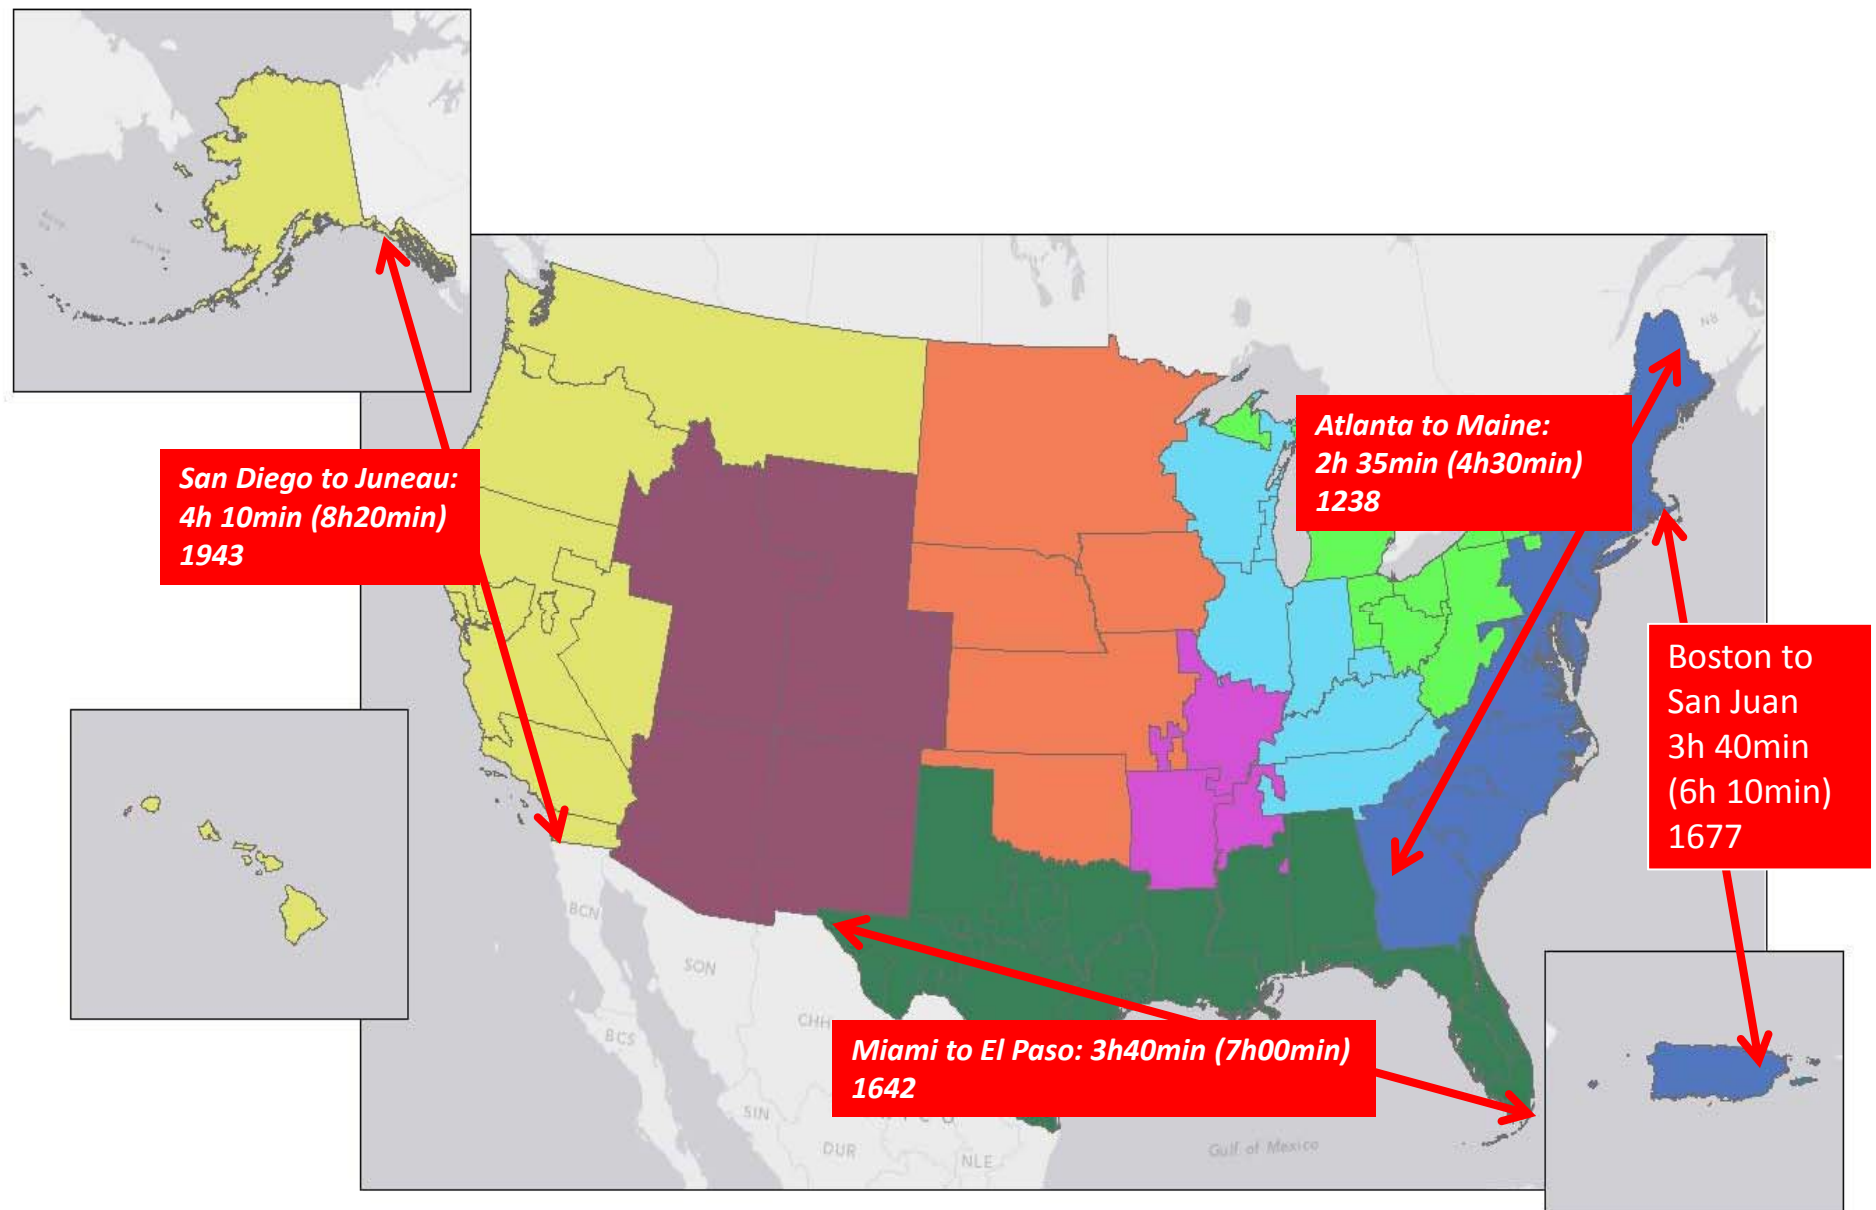 San Diego to Juneau:
4h 10min (8h20min)
1943
Atlanta to Maine:
2h 35min (4h30min)
1238
NB
Boston to
San Juan
3h 40min
(6h 10min)
1677
BCN
SON
BCS
CHH
SIN
DUR
NLE
Miami to El Paso: 3h40min (7h00min)
1642
Gulf of Mexico